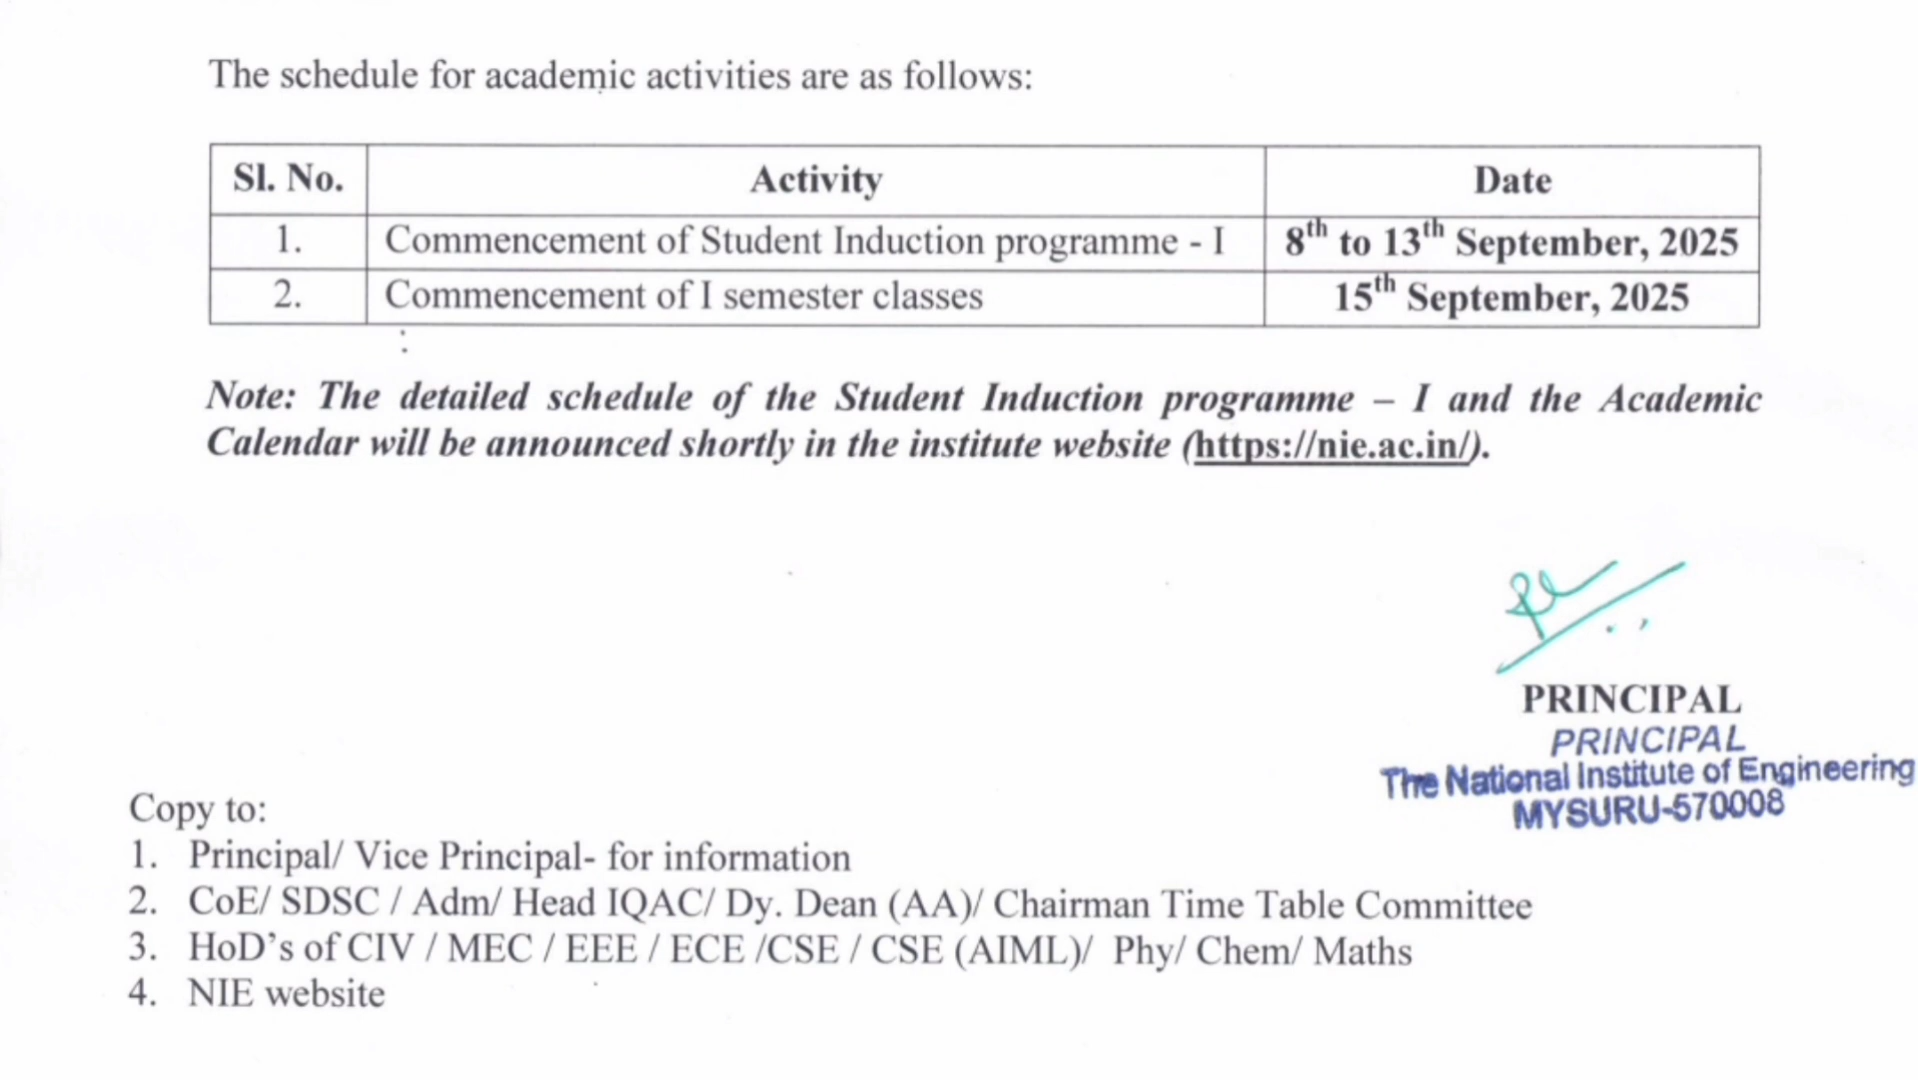 The schedule for academic activities are as follows:
Sl. No. Activity Date
1. Commencement of Student Induction programme - I 8th to 13th September, 2025
2. Commencement of I semester classes 15th September, 2025
Note: The detailed schedule of the Student Induction programme – I and the Academic
Calendar will be announced shortly in the institute website (https://nie.ac.in/).
PRINCIPAL
PRINCIPAL
The National Institute of Engineering
MYSURU-570008
Copy to:
1. Principal/ Vice Principal- for information
2. CoE/ SDSC / Adm/ Head IQAC/ Dy. Dean (AA)/ Chairman Time Table Committee
3. HoD’s of CIV / MEC / EEE / ECE /CSE / CSE (AIML)/ Phy/ Chem/ Maths
4. NIE website